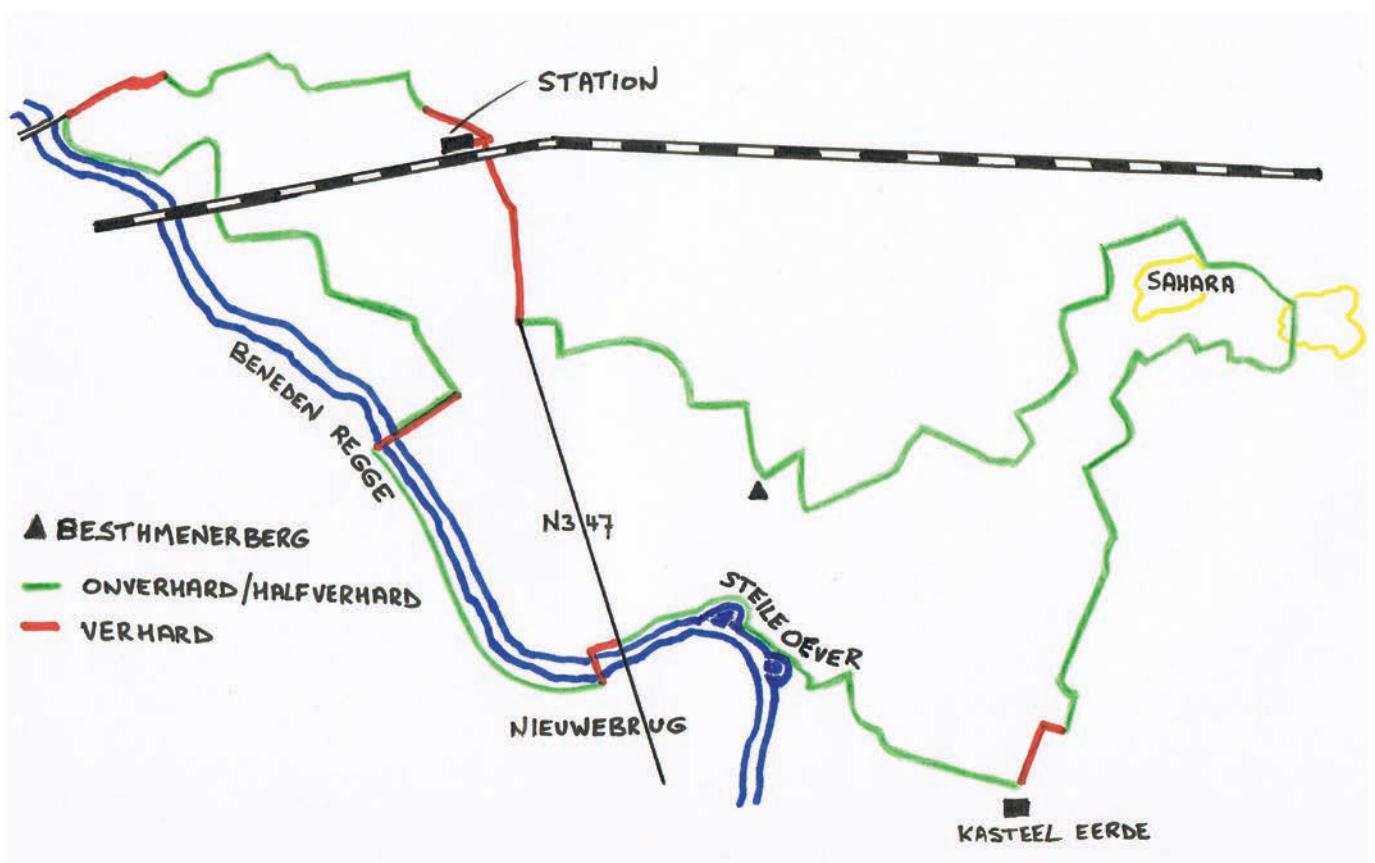 STATION
SAHARA
BENEDEN REGGE
N347
▲ BESTHMENERBERG
ONVERHARD/HALFVERHARD
VERHARD
STEILE OEVER
NIEUWEBRUG
KASTEEL EERDE